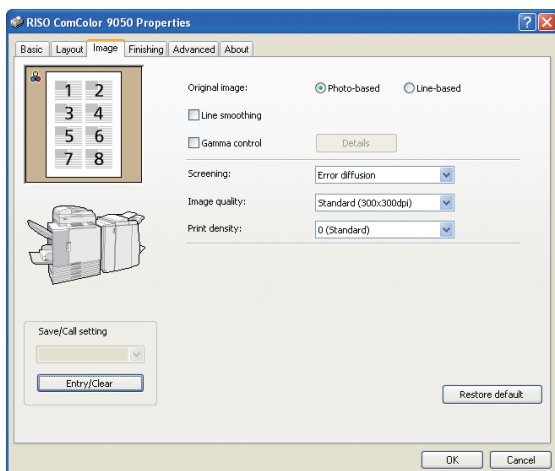 RISO ComColor 9050 Properties
Basic Layout Image Finishing Advanced About
1 2
3 4
5 6
7 8
Original image: Photo-based Line-based
Line smoothing
Gamma control Details
Screening: Error diffusion
Image quality: Standard (300x300dpi)
Print density: 0 (Standard)
Save/Call setting
Entry/Clear
Restore default
OK Cancel